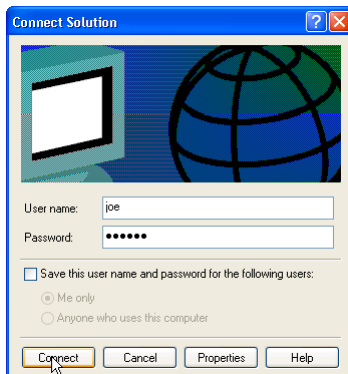 Connect Solution
User name: joe
Password: ••••••
Save this user name and password for the following users:
Me only
Anyone who uses this computer
Connect Cancel Properties Help